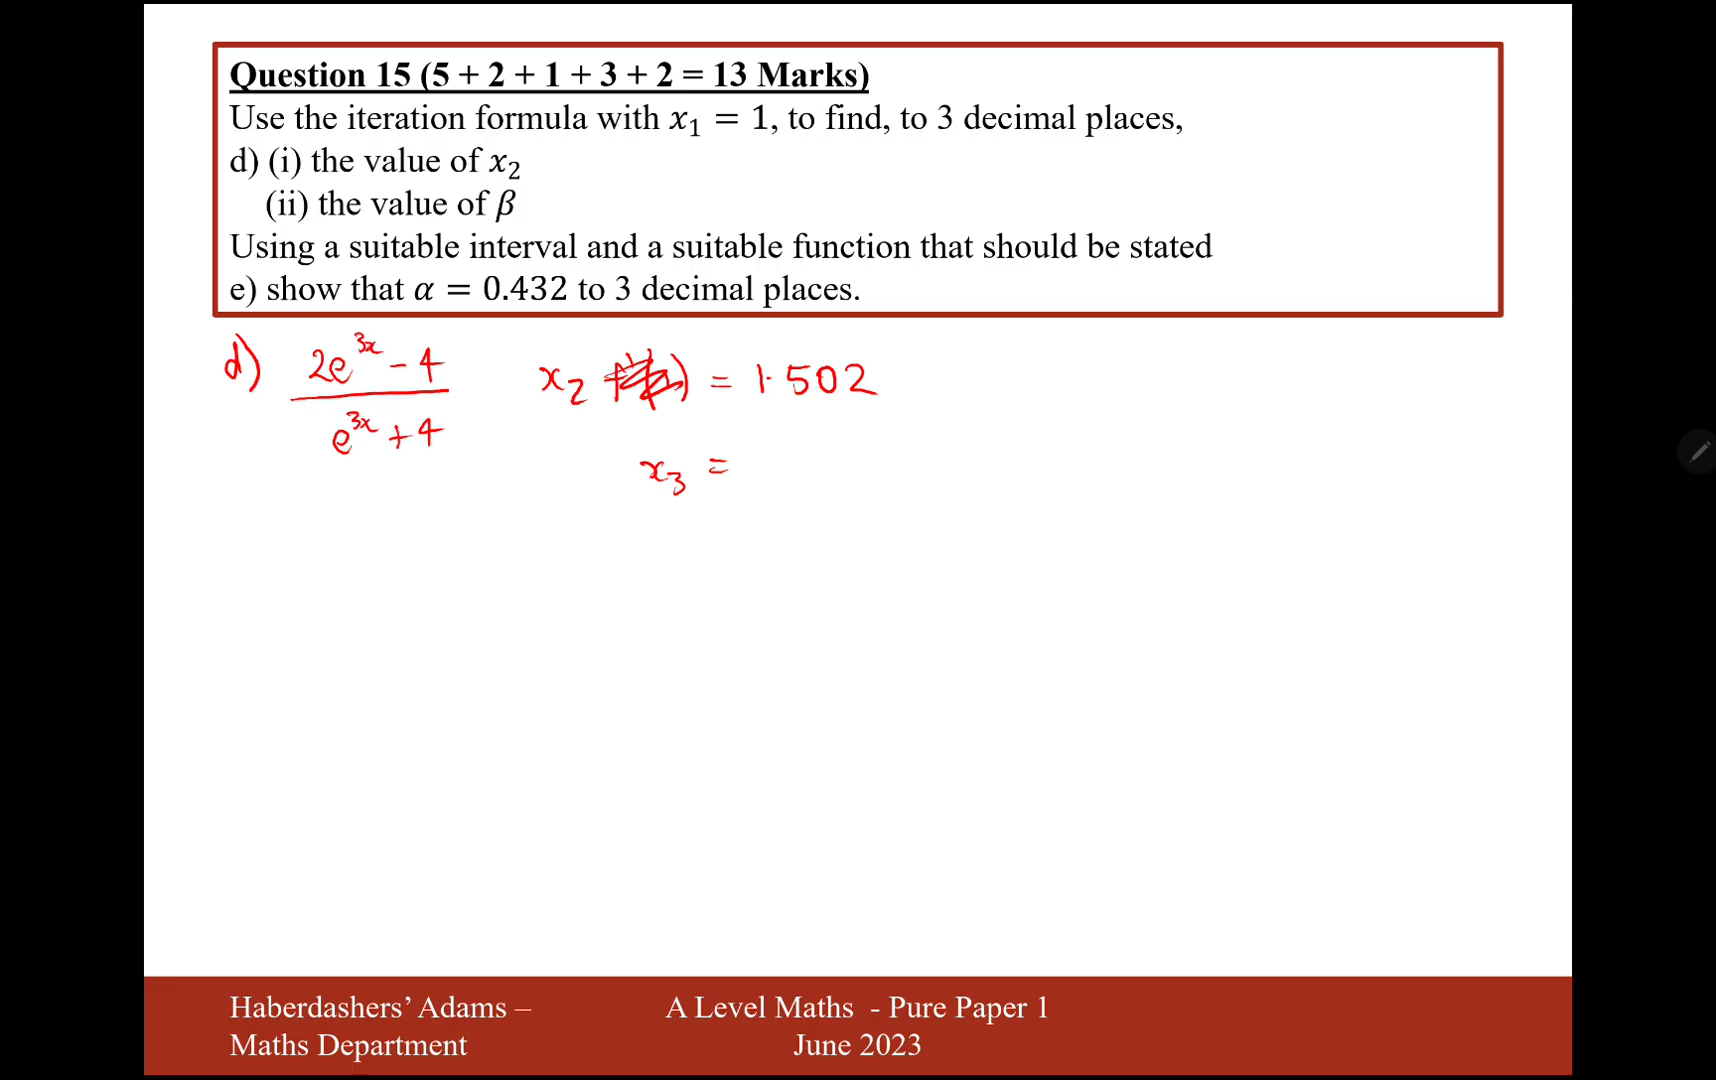 Question 15 (5 + 2 + 1 + 3 + 2 = 13 Marks)
Use the iteration formula with x₁ = 1, to find, to 3 decimal places,
d) (i) the value of x₂
(ii) the value of β
Using a suitable interval and a suitable function that should be stated
e) show that α = 0.432 to 3 decimal places.
d) (2e^{3x} - 4)/(e^{3x} + 4)
x₂ = 1.502
x₃ =
Haberdashers’ Adams –
Maths Department
A Level Maths - Pure Paper 1
June 2023